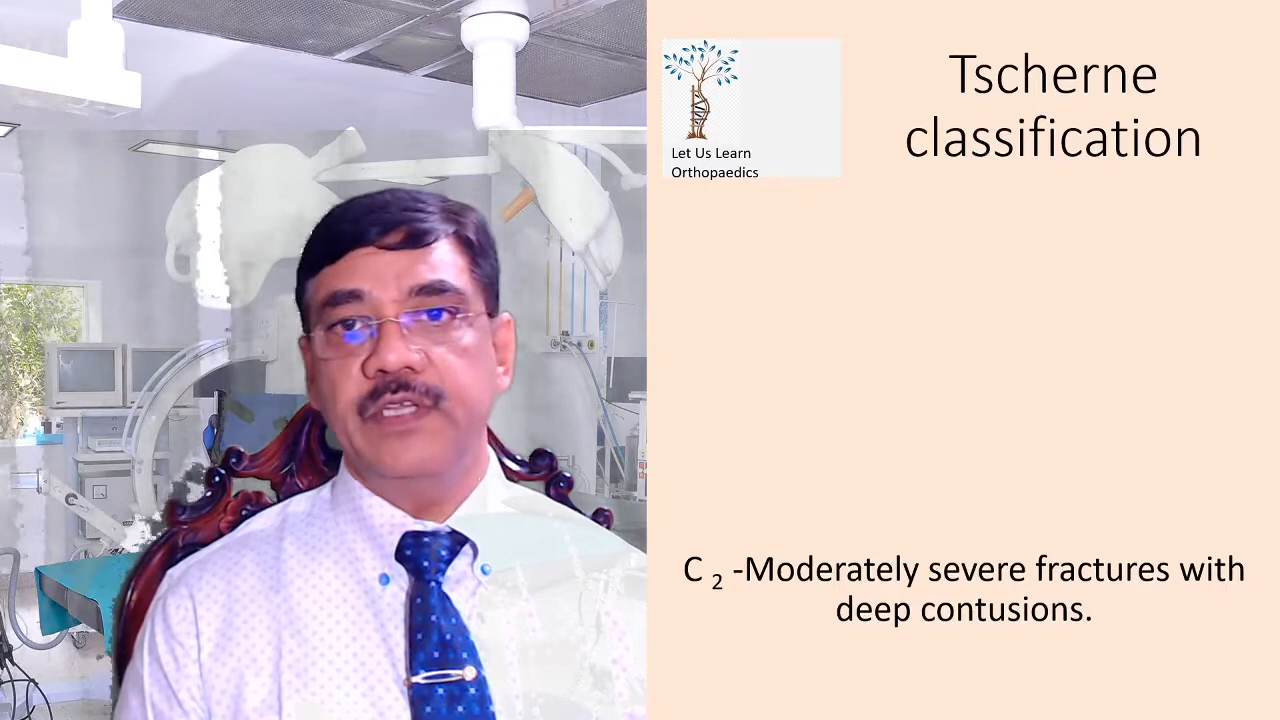 Let Us Learn
Orthopaedics
Tscherne
classification
C 2 -Moderately severe fractures with
deep contusions.